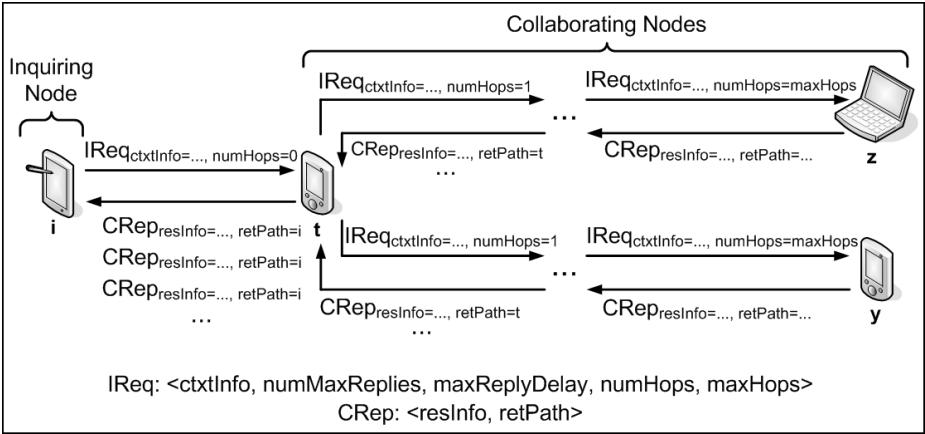 Collaborating Nodes
Inquiring
Node
IReqctxtInfo=..., numHops=0
i
CRepresInfo=..., retPath=i
CRepresInfo=..., retPath=i
CRepresInfo=..., retPath=i
...
t
IReqctxtInfo=..., numHops=1
...
IReqctxtInfo=..., numHops=maxHops
CRepresInfo=..., retPath=t
...
CRepresInfo=..., retPath=...
z
IReqctxtInfo=..., numHops=1
...
IReqctxtInfo=..., numHops=maxHops
CRepresInfo=..., retPath=t
...
CRepresInfo=..., retPath=...
y
IReq: <ctxtInfo, numMaxReplies, maxReplyDelay, numHops, maxHops>
CRep: <resInfo, retPath>